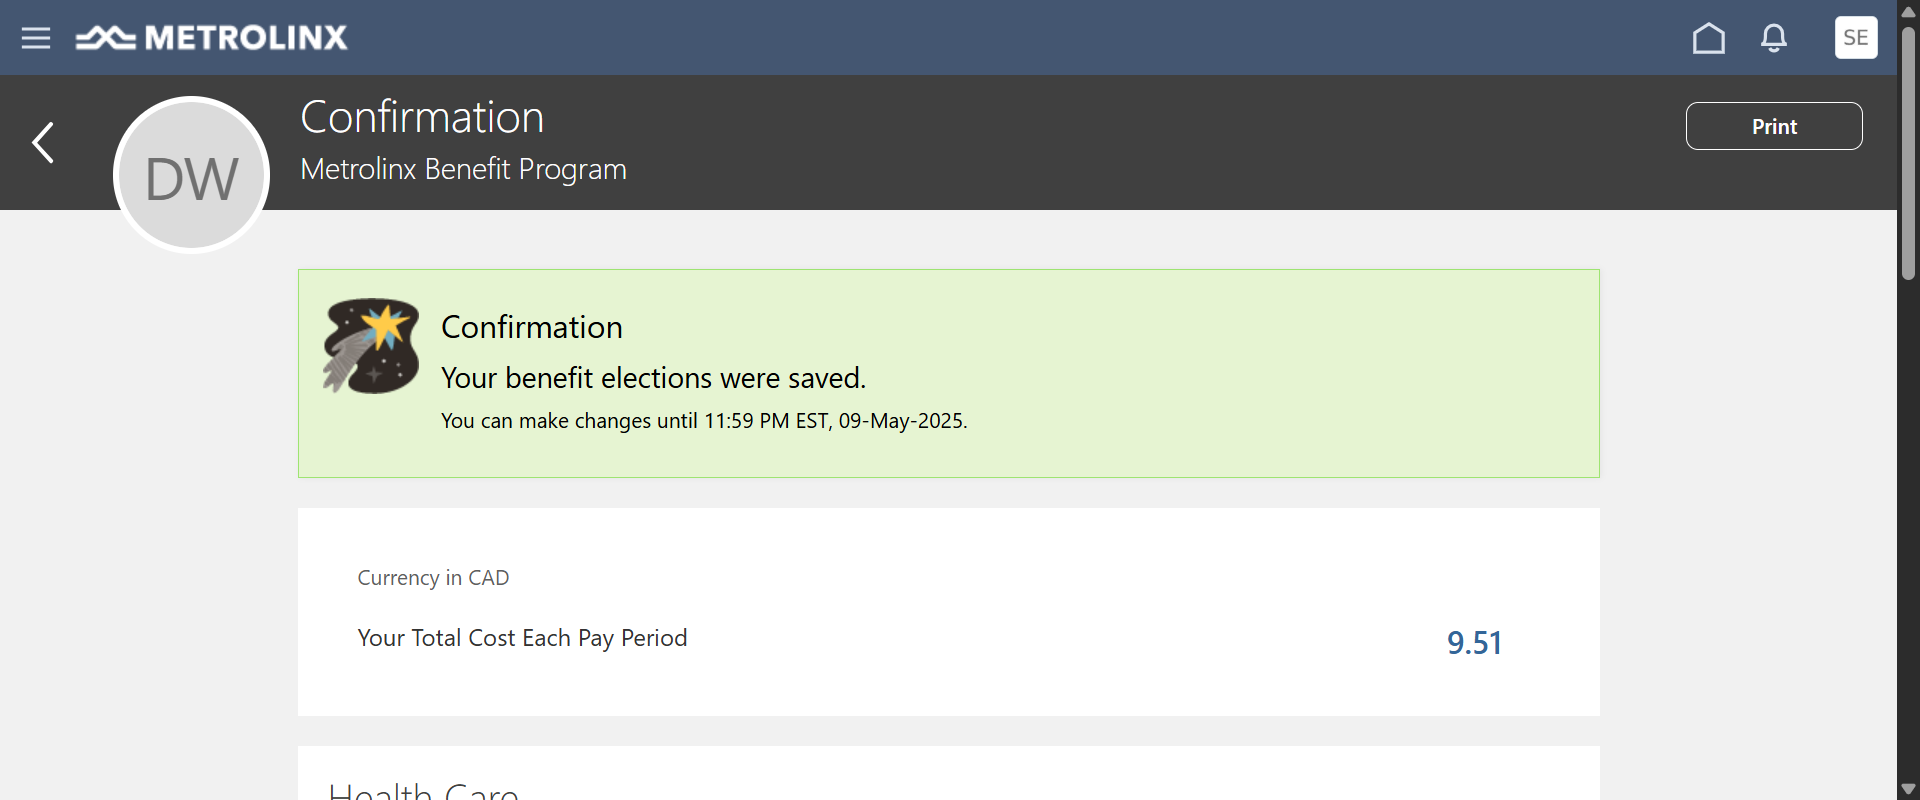 METROLINX
SE
DW
Confirmation
Metrolinx Benefit Program
Print
Confirmation
Your benefit elections were saved.
You can make changes until 11:59 PM EST, 09-May-2025.
Currency in CAD
Your Total Cost Each Pay Period
9.51
Health Care